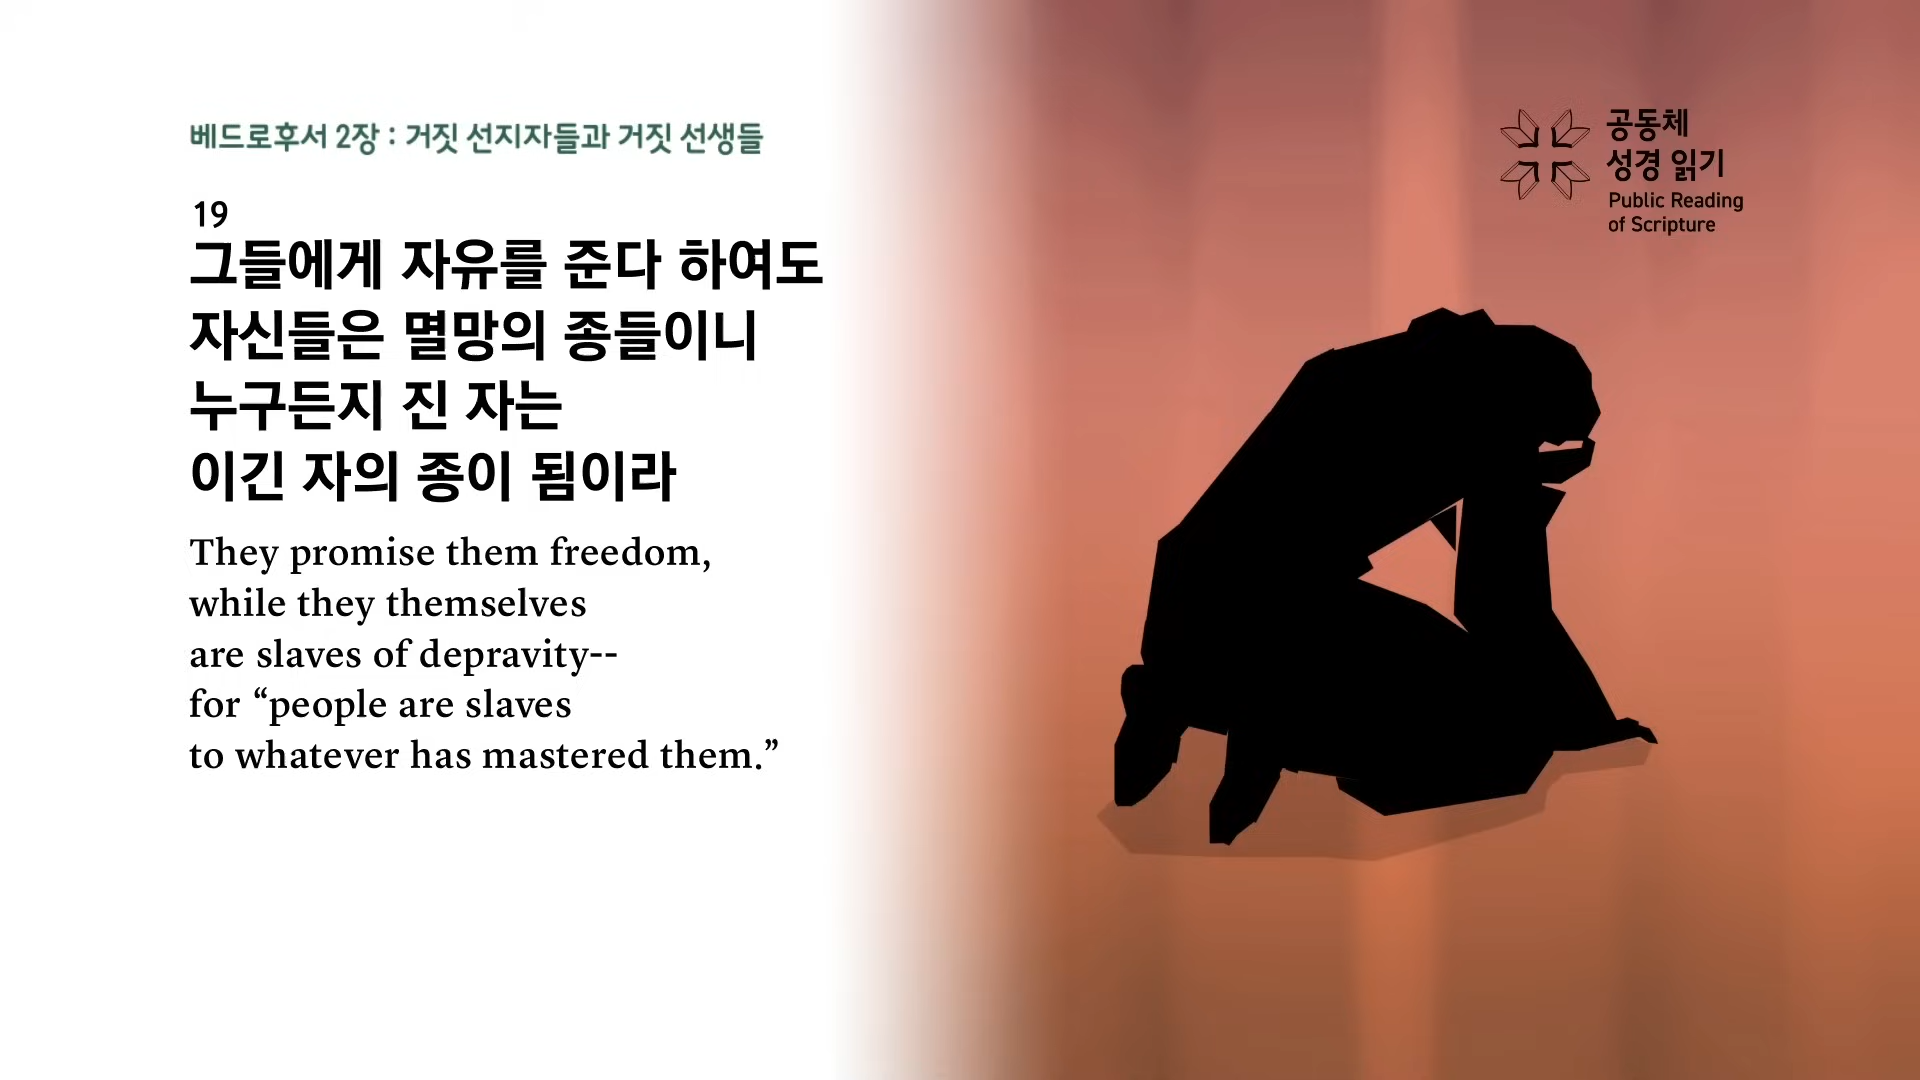 베드로후서 2장 : 거짓 선지자들과 거짓 선생들
19
그들에게 자유를 준다 하여도
자신들은 멸망의 종들이니
누구든지 진 자는
이긴 자의 종이 됨이라
They promise them freedom,
while they themselves
are slaves of depravity--
for “people are slaves
to whatever has mastered them.”
공동체
성경 읽기
Public Reading
of Scripture